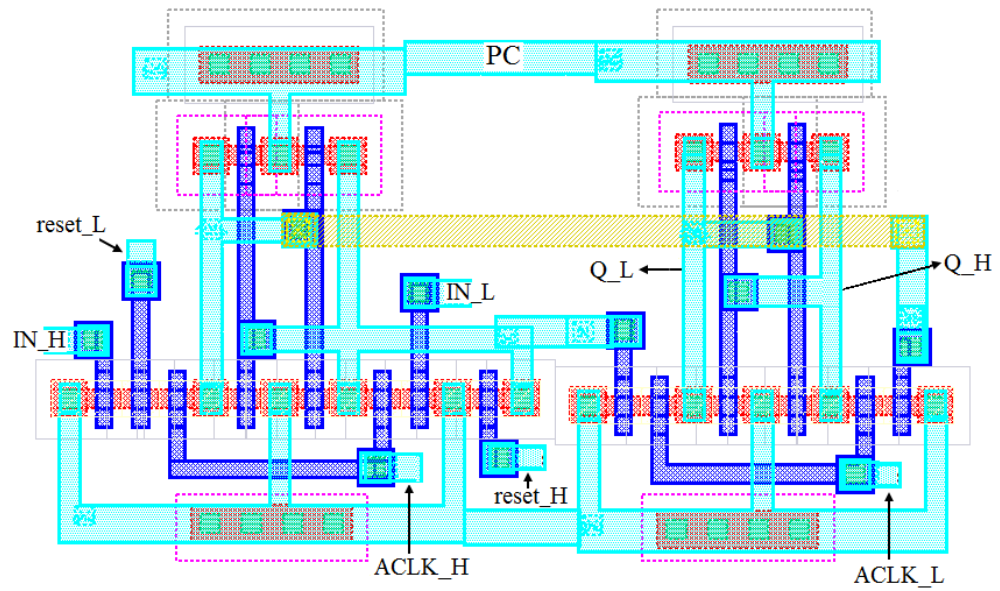 PC
reset_L
IN_H
IN_L
Q_L
Q_H
reset_H
ACLK_H
ACLK_L